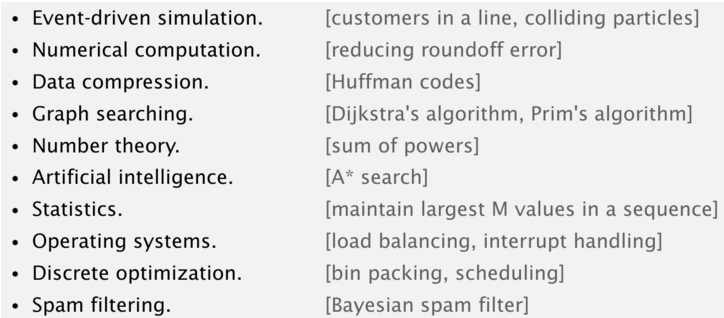 • Event-driven simulation. [customers in a line, colliding particles]
• Numerical computation. [reducing roundoff error]
• Data compression. [Huffman codes]
• Graph searching. [Dijkstra's algorithm, Prim's algorithm]
• Number theory. [sum of powers]
• Artificial intelligence. [A* search]
• Statistics. [maintain largest M values in a sequence]
• Operating systems. [load balancing, interrupt handling]
• Discrete optimization. [bin packing, scheduling]
• Spam filtering. [Bayesian spam filter]